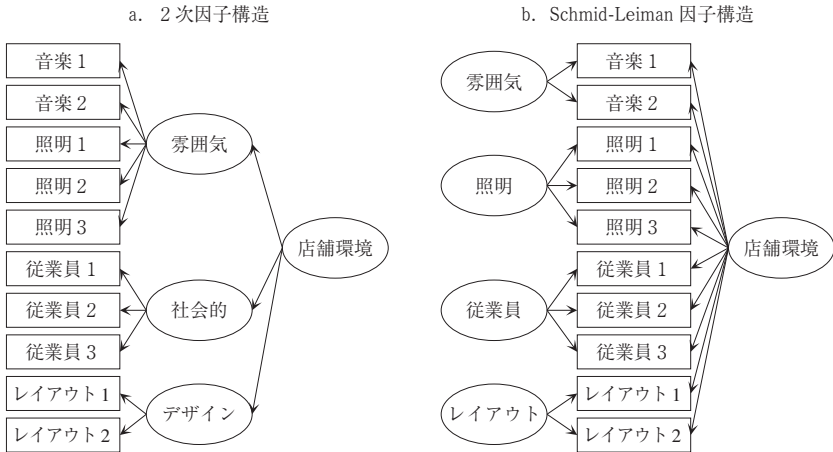 a. 2次因子構造
音楽1
音楽2
照明1
照明2
照明3
従業員1
従業員2
従業員3
レイアウト1
レイアウト2
雰囲気
社会的
デザイン
店舗環境
b. Schmid-Leiman 因子構造
雰囲気
照明
従業員
レイアウト
音楽1
音楽2
照明1
照明2
照明3
従業員1
従業員2
従業員3
レイアウト1
レイアウト2
店舗環境